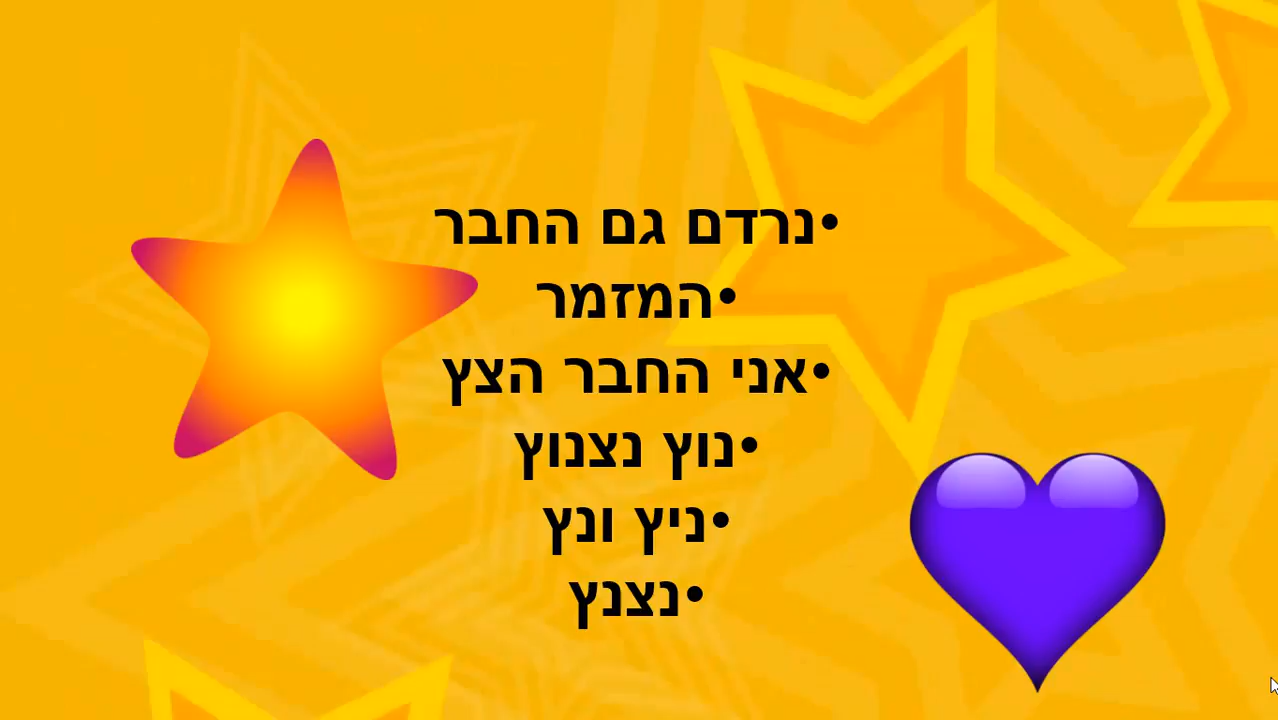 •נרדם גם החבר
•המזמר
•אני החבר הצץ
•נוץ נצנוץ
•ניץ ונץ
•נצנץ